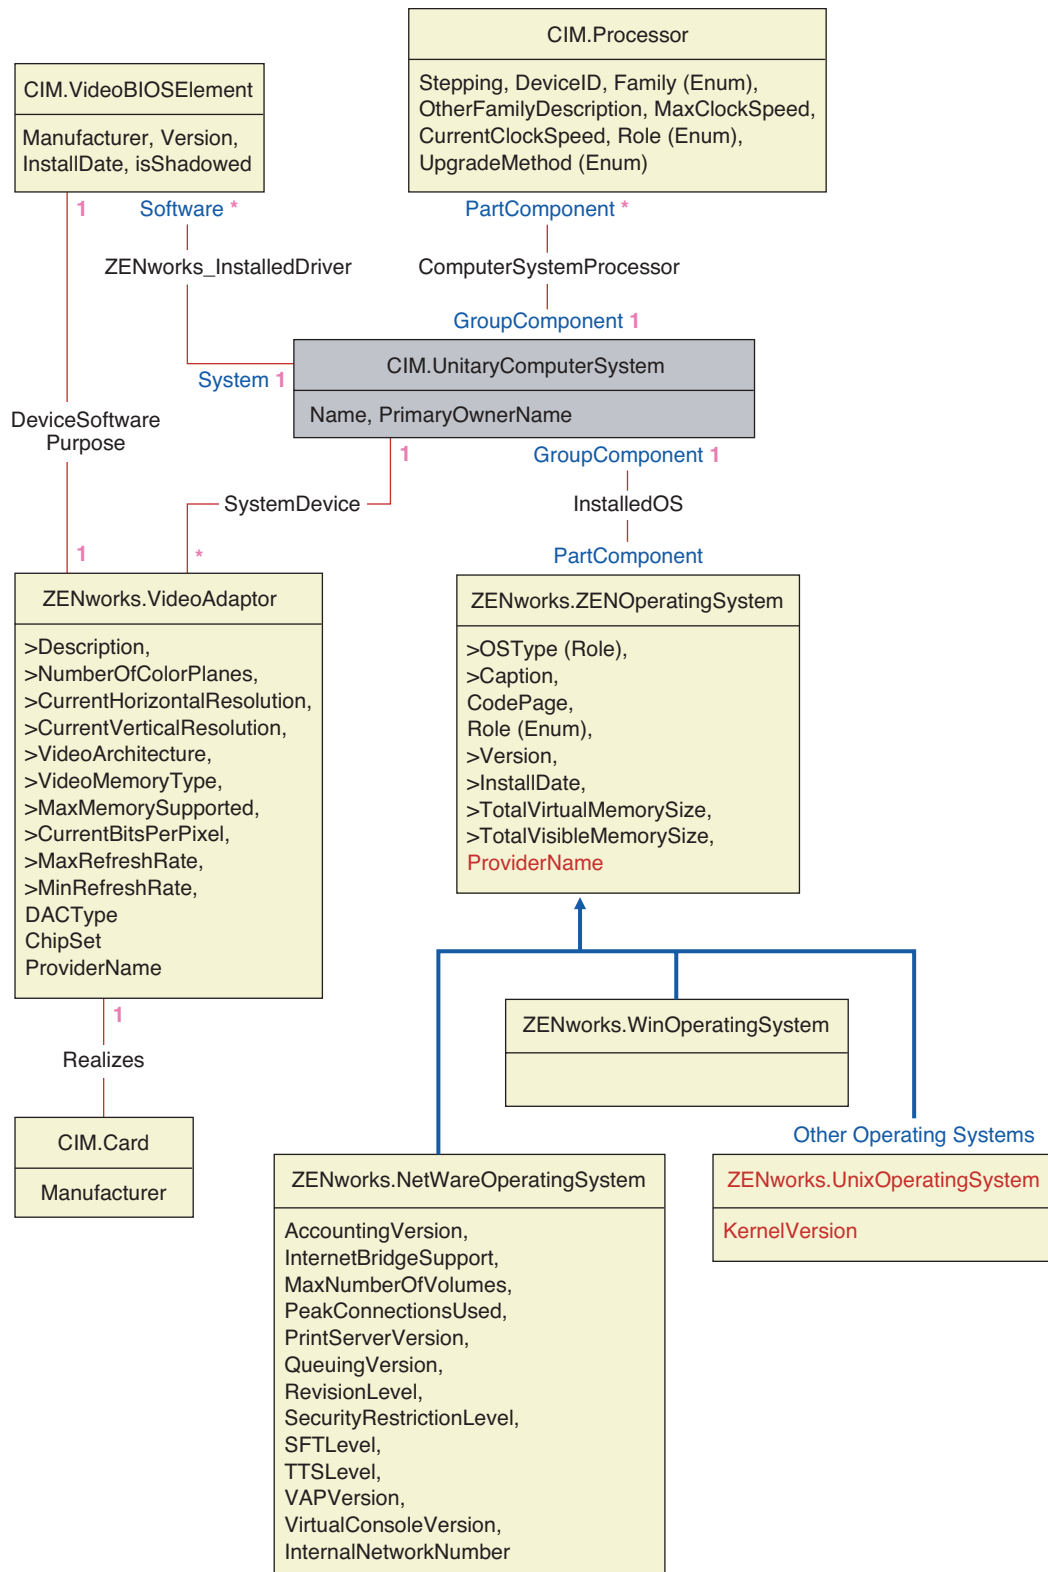 CIM.Processor
Stepping, DeviceID, Family (Enum),
OtherFamilyDescription, MaxClockSpeed,
CurrentClockSpeed, Role (Enum),
UpgradeMethod (Enum)
CIM.VideoBIOSElement
Manufacturer, Version,
InstallDate, isShadowed
1
Software *
PartComponent *
ZENworks_InstalledDriver
ComputerSystemProcessor
GroupComponent 1
System 1
CIM.UnitaryComputerSystem
Name, PrimaryOwnerName
DeviceSoftware
Purpose
1
GroupComponent 1
SystemDevice
InstalledOS
1
*
PartComponent
ZENworks.VideoAdaptor
>Description,
>NumberOfColorPlanes,
>CurrentHorizontalResolution,
>CurrentVerticalResolution,
>VideoArchitecture,
>VideoMemoryType,
>MaxMemorySupported,
>CurrentBitsPerPixel,
>MaxRefreshRate,
>MinRefreshRate,
DACType
ChipSet
ProviderName
ZENworks.ZENOperatingSystem
>OSType (Role),
>Caption,
CodePage,
Role (Enum),
>Version,
>InstallDate,
>TotalVirtualMemorySize,
>TotalVisibleMemorySize,
ProviderName
1
Realizes
CIM.Card
Manufacturer
ZENworks.WinOperatingSystem
Other Operating Systems
ZENworks.NetWareOperatingSystem
AccountingVersion,
InternetBridgeSupport,
MaxNumberOfVolumes,
PeakConnectionsUsed,
PrintServerVersion,
QueuingVersion,
RevisionLevel,
SecurityRestrictionLevel,
SFTLevel,
TTSLevel,
VAPVersion,
VirtualConsoleVersion,
InternalNetworkNumber
ZENworks.UnixOperatingSystem
KernelVersion